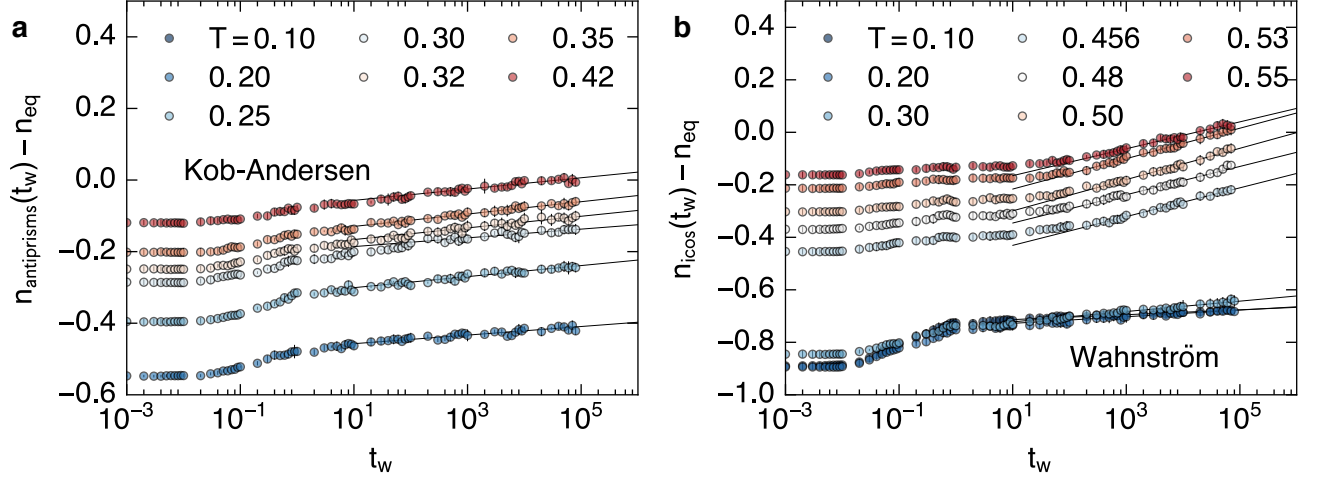 a
0.4
0.2
0.0
−0.2
−0.4
−0.6
n_antiprisms(t_w) − n_eq
T=0.10 0.30 0.35
0.20 0.32 0.42
0.25
Kob-Andersen
10^−3 10^−1 10^1 10^3 10^5
t_w
b
0.4
0.2
0.0
−0.2
−0.4
−0.6
−0.8
−1.0
n_icos(t_w) − n_eq
T=0.10 0.456 0.53
0.20 0.48 0.55
0.30 0.50
Wahnström
10^−3 10^−1 10^1 10^3 10^5
t_w